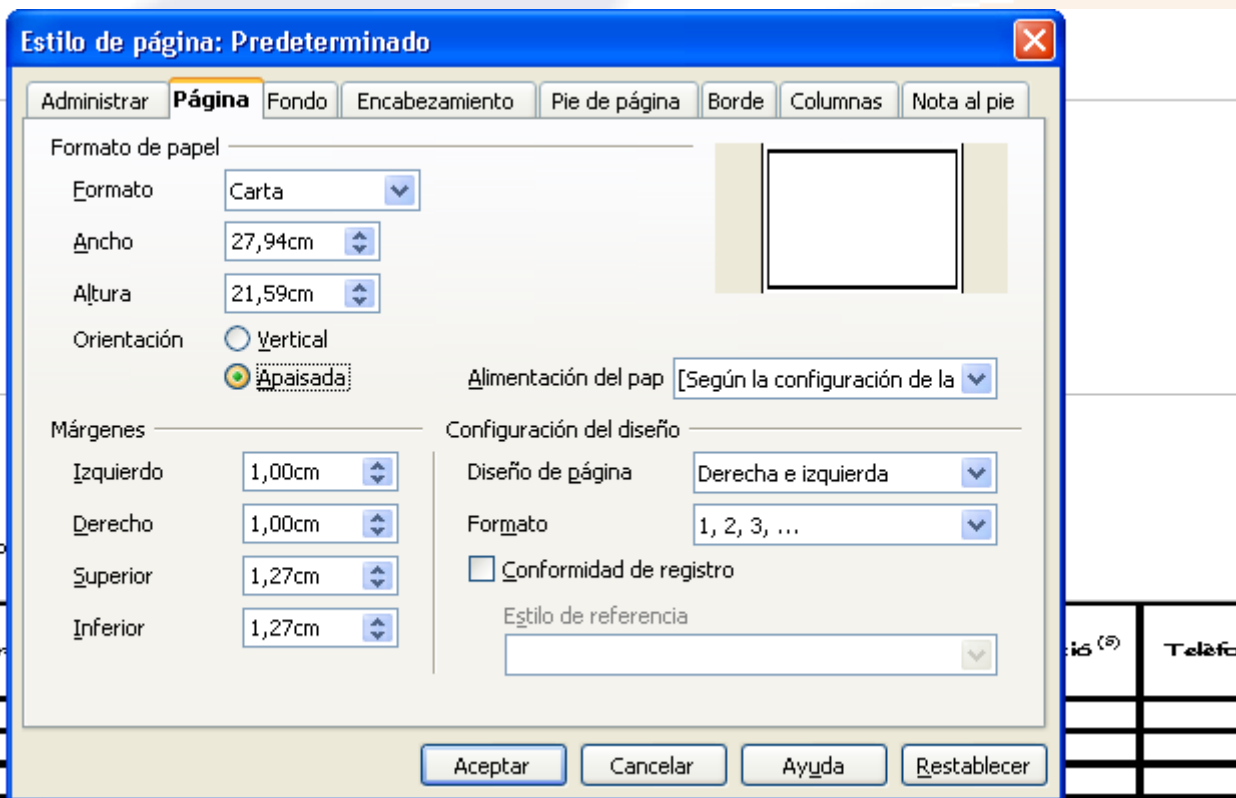 Estilo de página: Predeterminado
Administrar Página Fondo Encabezamiento Pie de página Borde Columnas Nota al pie
Formato de papel
Formato Carta
Ancho 27,94cm
Altura 21,59cm
Orientación Vertical
Apaisada Alimentación del pap [Según la configuración de la
Márgenes Configuración del diseño
Izquierdo 1,00cm Diseño de página Derecha e izquierda
Derecho 1,00cm Formato 1, 2, 3, ...
Superior 1,27cm Conformidad de registro
Inferior 1,27cm Estilo de referencia
ió (5) Telèfo
Aceptar Cancelar Ayuda Restablecer